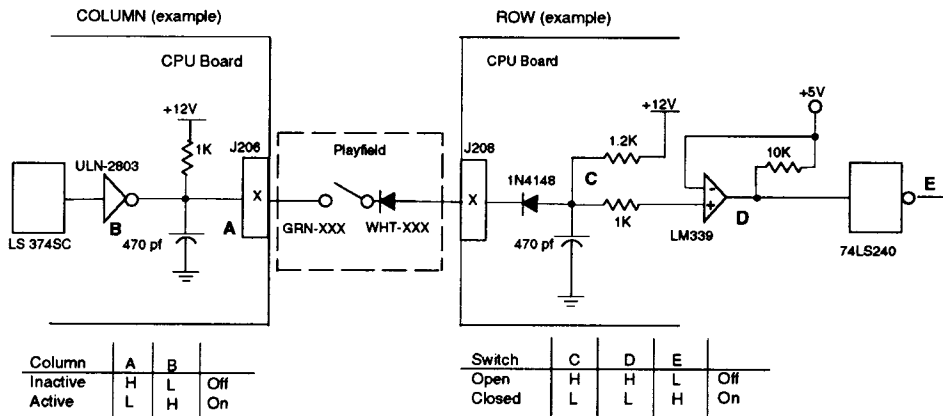 COLUMN (example)
CPU Board
+12V
1K
J206
ULN-2803
X
B
A
LS 374SC
470 pf
Playfield
GRN-XXX
WHT-XXX
ROW (example)
CPU Board
+12V
+5V
J208
1.2K
C
10K
1N4148
X
-
+
E
1K
D
LM339
470 pf
74LS240
Column A B
Inactive H L Off
Active L H On
Switch C D E
Open H H L Off
Closed L L H On